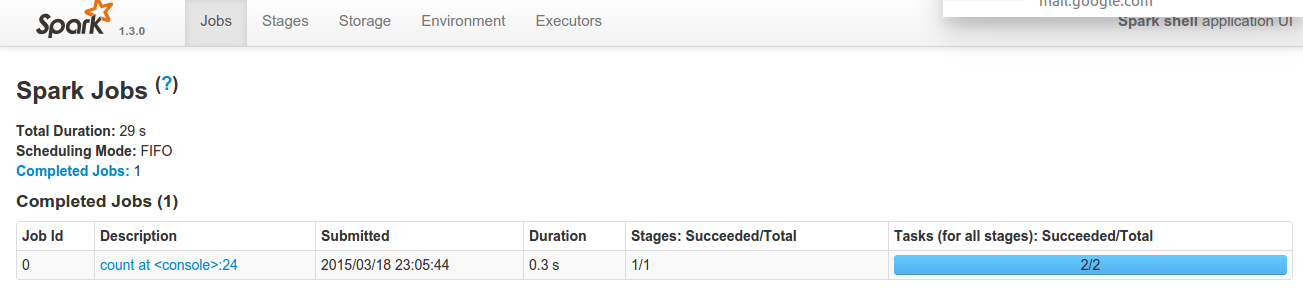 mail.google.com
Spark 1.3.0 Jobs Stages Storage Environment Executors Spark shell application UI
Spark Jobs (?)
Total Duration: 29 s
Scheduling Mode: FIFO
Completed Jobs: 1
Completed Jobs (1)
Job Id Description Submitted Duration Stages: Succeeded/Total Tasks (for all stages): Succeeded/Total
0 count at <console>:24 2015/03/18 23:05:44 0.3 s 1/1 2/2